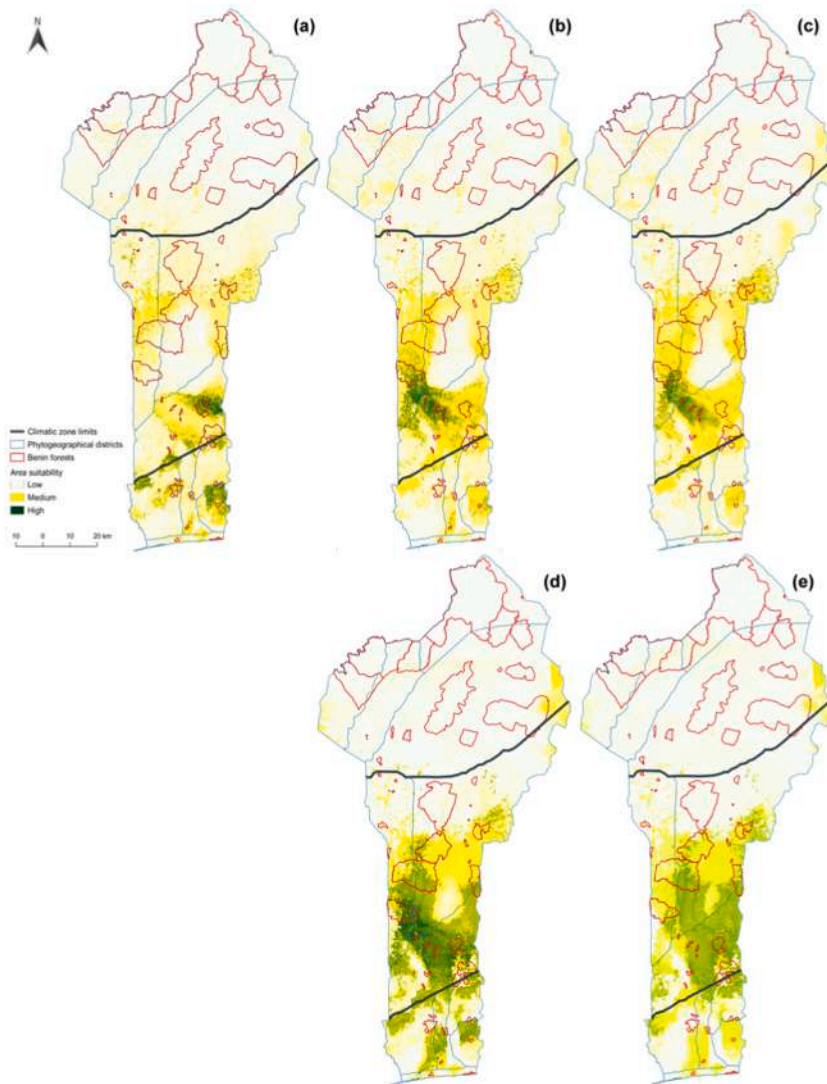 (a)
(b)
(c)
Climatic zone limits
Phytogeographical districts
Benin forests
Area suitability
Low
Medium
High
10 0 10 20 km
(d)
(e)